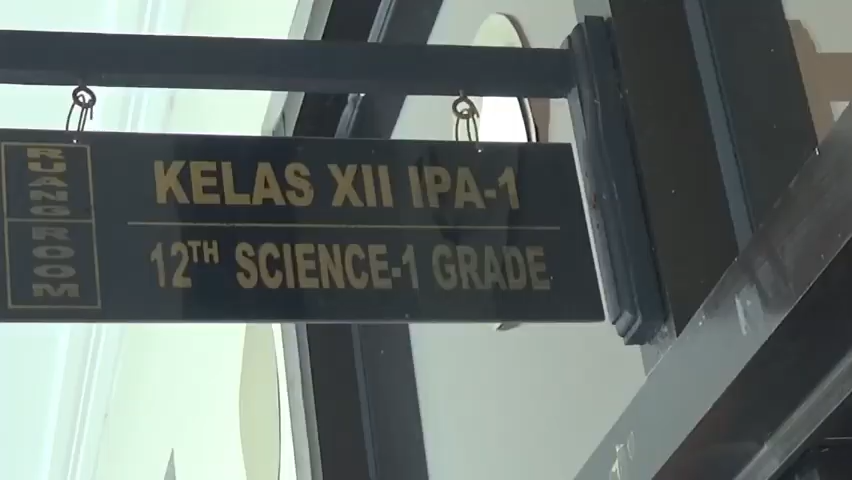 RUANG
ROOM
KELAS XII IPA-1
12TH SCIENCE-1 GRADE